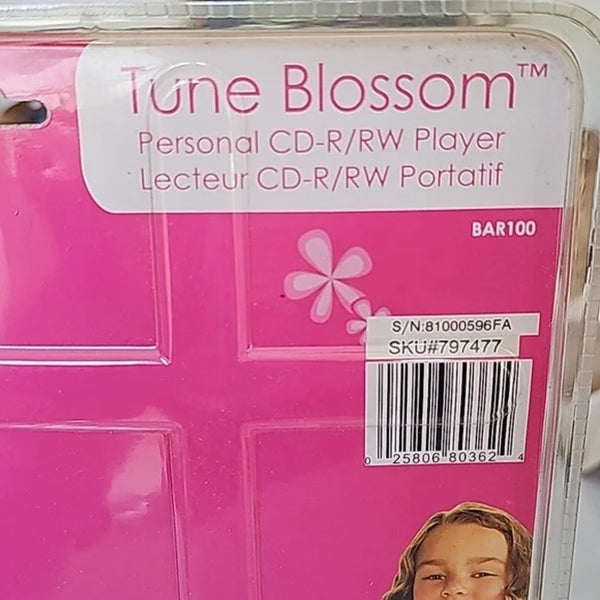 Tune Blossom™
Personal CD-R/RW Player
Lecteur CD-R/RW Portatif
BAR100
S/N:81000596FA
SKU#797477
0 25806 80362 4